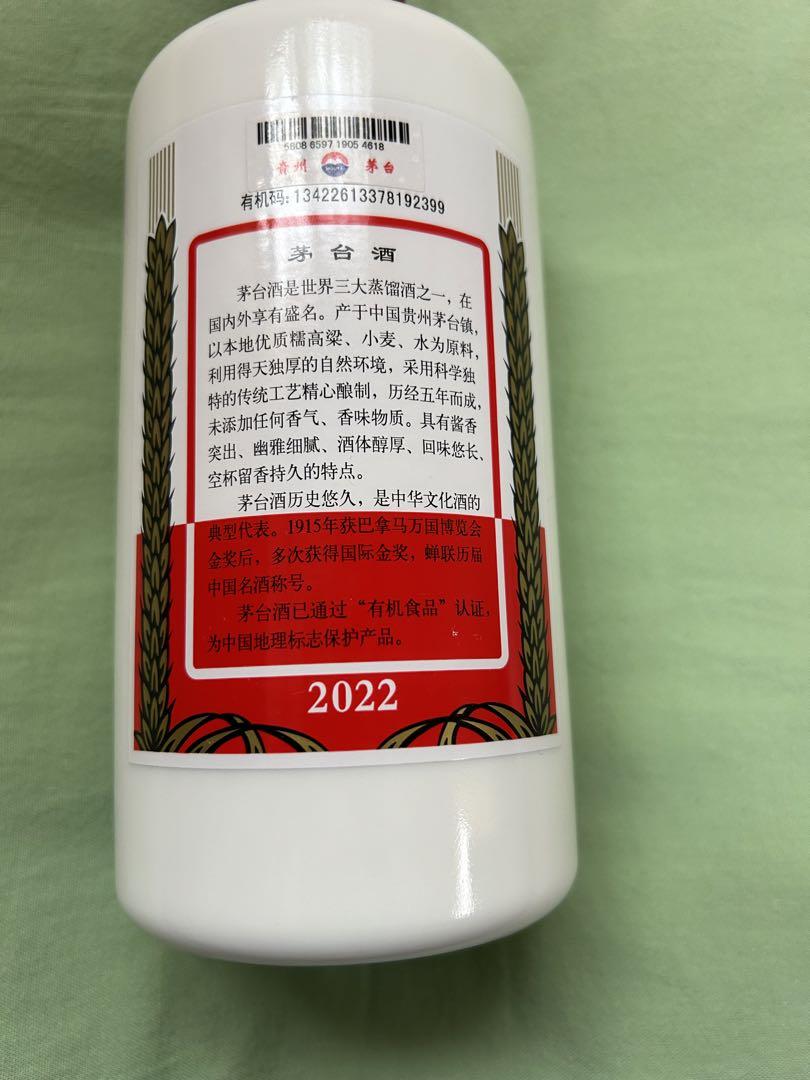 5808 6597 1905 4618
貴州 茅台
有机码:13422613378192399
茅台酒
茅台酒是世界三大蒸馏酒之一，在
国内外享有盛名。产于中国贵州茅台镇，
以本地优质糯高粱、小麦、水为原料，
利用得天独厚的自然环境，采用科学独
特的传统工艺精心酿制，历经五年而成，
未添加任何香气、香味物质。具有酱香
突出、幽雅细腻、酒体醇厚、回味悠长、
空杯留香持久的特点。
茅台酒历史悠久，是中华文化酒的
典型代表。1915年获巴拿马万国博览会
金奖后，多次获得国际金奖，蝉联历届
中国名酒称号。
茅台酒已通过“有机食品”认证，
为中国地理标志保护产品。
2022